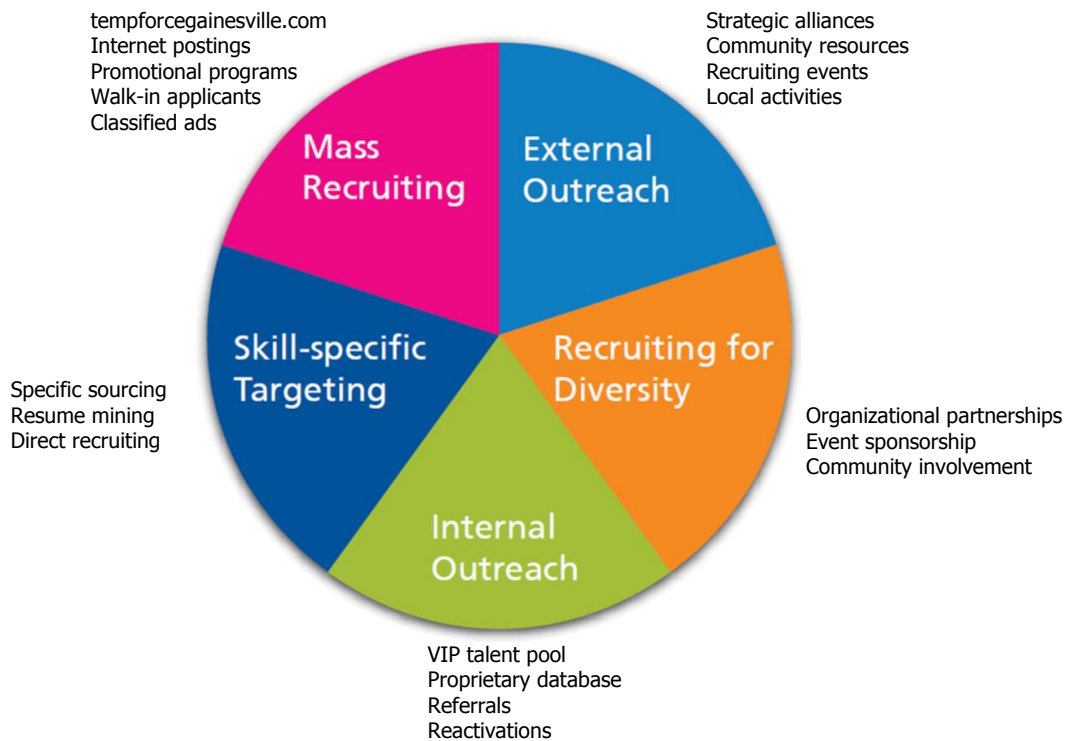 tempforcegainesville.com
Internet postings
Promotional programs
Walk-in applicants
Classified ads
Strategic alliances
Community resources
Recruiting events
Local activities
Mass
Recruiting
External
Outreach
Skill-specific
Targeting
Recruiting for
Diversity
Specific sourcing
Resume mining
Direct recruiting
Organizational partnerships
Event sponsorship
Community involvement
Internal
Outreach
VIP talent pool
Proprietary database
Referrals
Reactivations